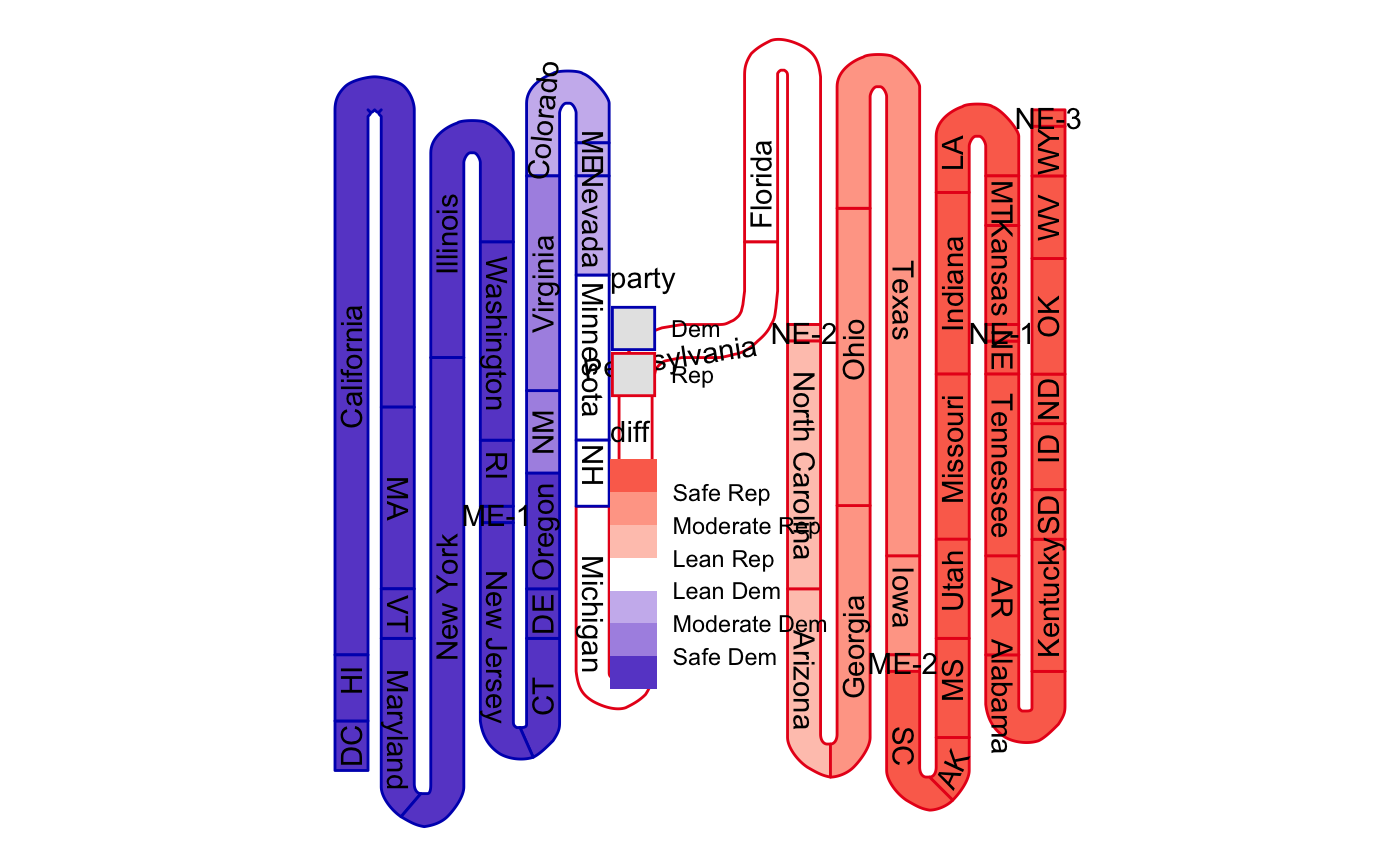 California
HI
DC
MA
VT
Maryland
Illinois
New York
Washington
RI
ME-1
New Jersey
Colorado
Virginia
NM
Oregon
DE
CT
ME
Nevada
Minnesota
NH
Michigan
Pennsylvania
party
Dem
Rep
diff
Safe Rep
Moderate Rep
Lean Rep
Lean Dem
Moderate Dem
Safe Dem
Florida
NE-2
North Carolina
Arizona
Ohio
Georgia
Texas
Iowa
ME-2
SC
LA
Indiana
Missouri
Utah
MS
AK
MT
Kansas
NE-1
NE
Tennessee
AR
Alabama
NE-3
WY
WV
OK
ND
ID
SD
Kentucky